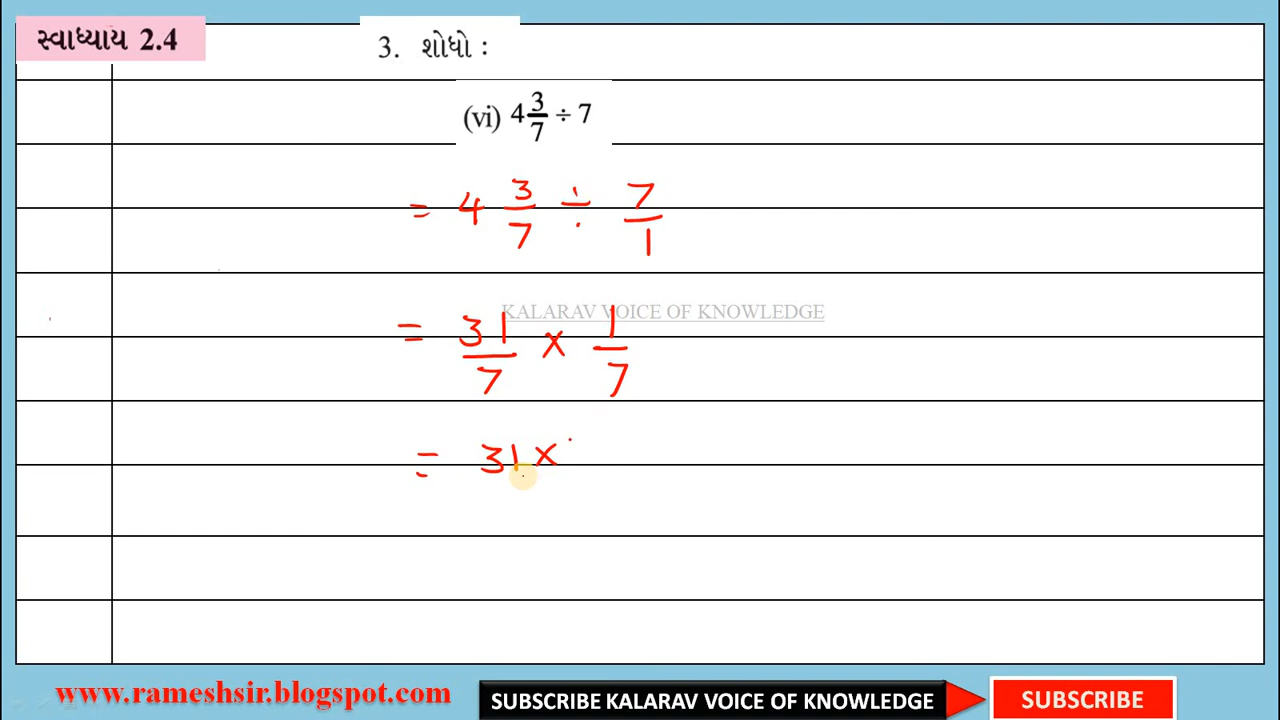 સ્વાધ્યાય 2.4
3. શોધો :
(vi) 4 3/7 ÷ 7
= 4 3/7 ÷ 7/1
KALARAV VOICE OF KNOWLEDGE
= 31/7 × 1/7
= 31 ×
www.rameshsir.blogspot.com
SUBSCRIBE KALARAV VOICE OF KNOWLEDGE
SUBSCRIBE